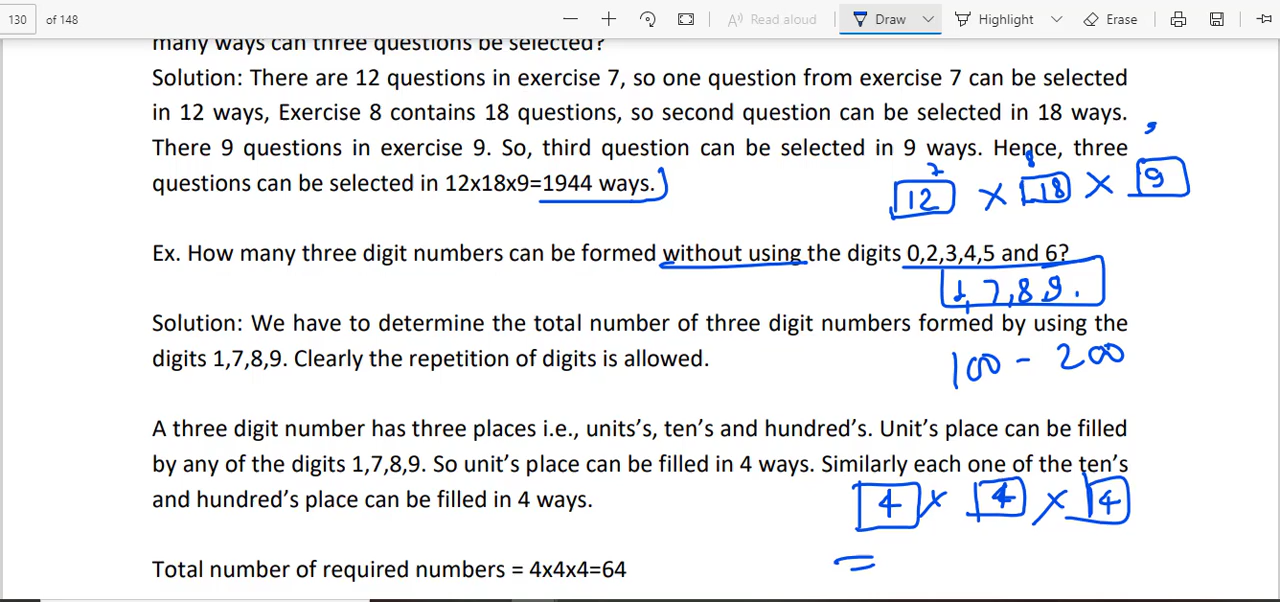 130 of 148 Read aloud Draw Highlight Erase
many ways can three questions be selected?
Solution: There are 12 questions in exercise 7, so one question from exercise 7 can be selected
in 12 ways, Exercise 8 contains 18 questions, so second question can be selected in 18 ways.
There 9 questions in exercise 9. So, third question can be selected in 9 ways. Hence, three
questions can be selected in 12x18x9=1944 ways.
7 8 9
12 × 18 × 9
Ex. How many three digit numbers can be formed without using the digits 0,2,3,4,5 and 6?
1,7,8,9.
Solution: We have to determine the total number of three digit numbers formed by using the
digits 1,7,8,9. Clearly the repetition of digits is allowed.
100 - 200
A three digit number has three places i.e., units's, ten's and hundred's. Unit's place can be filled
by any of the digits 1,7,8,9. So unit's place can be filled in 4 ways. Similarly each one of the ten's
and hundred's place can be filled in 4 ways.
4 × 4 × 4
=
Total number of required numbers = 4x4x4=64